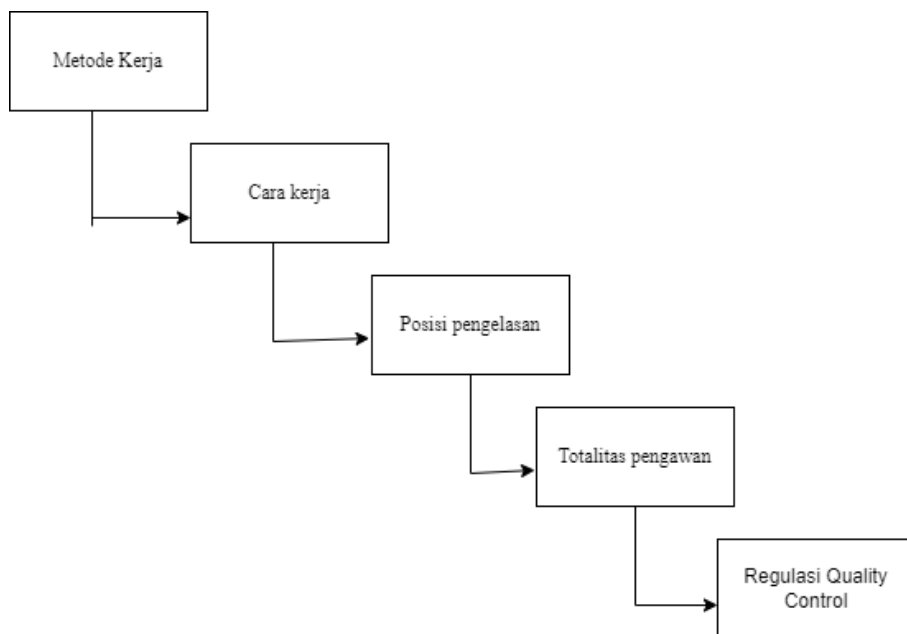 Metode Kerja
Cara kerja
Posisi pengelasan
Totalitas pengawan
Regulasi Quality
Control